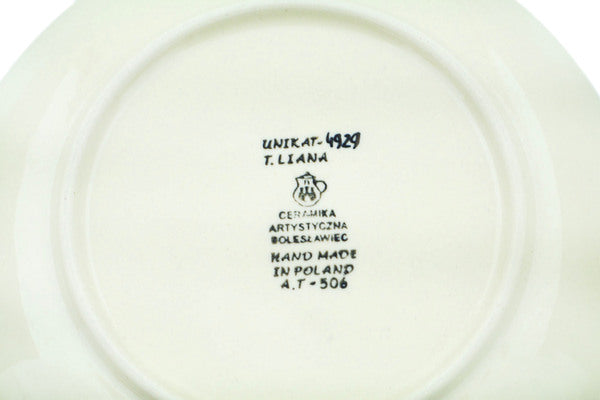 UNIKAT-4929
T. LIANA
CERAMIKA
ARTYSTYCZNA
BOLESŁAWIEC
HAND MADE
IN POLAND
A.T - 506